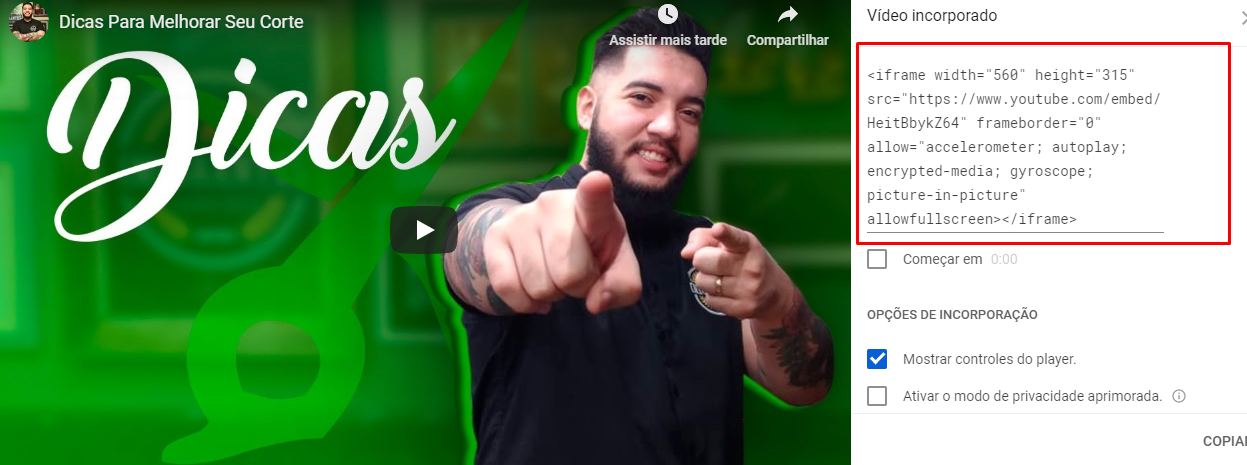 Dicas Para Melhorar Seu Corte
Assistir mais tarde
Compartilhar
Dicas
Vídeo incorporado
<iframe width="560" height="315"
src="https://www.youtube.com/embed/
HeitBbykZ64" frameborder="0"
allow="accelerometer; autoplay;
encrypted-media; gyroscope;
picture-in-picture"
allowfullscreen></iframe>
Começar em 0:00
OPÇÕES DE INCORPORAÇÃO
Mostrar controles do player.
Ativar o modo de privacidade aprimorada.
COPIAR